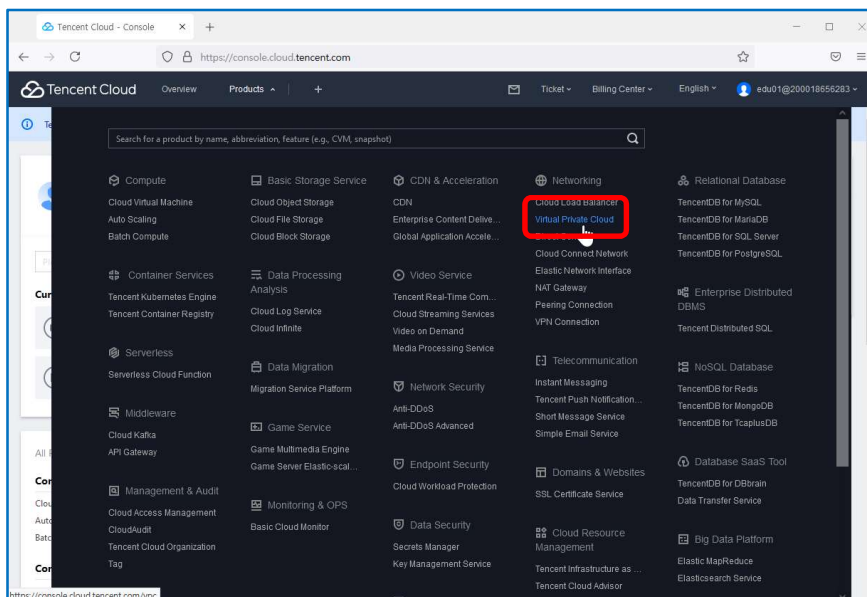 Tencent Cloud - Console
https://console.cloud.tencent.com
Tencent Cloud
Overview
Products
Ticket
Billing Center
English
edu01@200018656283
Search for a product by name, abbreviation, feature (e.g., CVM, snapshot)
Compute
Cloud Virtual Machine
Auto Scaling
Batch Compute
Container Services
Tencent Kubernetes Engine
Tencent Container Registry
Serverless
Serverless Cloud Function
Middleware
Cloud Kafka
API Gateway
Management & Audit
Cloud Access Management
CloudAudit
Tencent Cloud Organization
Tag
Basic Storage Service
Cloud Object Storage
Cloud File Storage
Cloud Block Storage
Data Processing
Analysis
Cloud Log Service
Cloud Infinite
Data Migration
Migration Service Platform
Game Service
Game Multimedia Engine
Game Server Elastic-scal...
Monitoring & OPS
Basic Cloud Monitor
CDN & Acceleration
CDN
Enterprise Content Delive...
Global Application Accele...
Video Service
Tencent Real-Time Com...
Cloud Streaming Services
Video on Demand
Media Processing Service
Network Security
Anti-DDoS
Anti-DDoS Advanced
Endpoint Security
Cloud Workload Protection
Data Security
Secrets Manager
Key Management Service
Networking
Cloud Load Balancer
Virtual Private Cloud
Cloud Connect Network
Elastic Network Interface
NAT Gateway
Peering Connection
VPN Connection
Telecommunication
Instant Messaging
Tencent Push Notification...
Short Message Service
Simple Email Service
Domains & Websites
SSL Certificate Service
Cloud Resource
Management
Tencent Infrastructure as ...
Tencent Cloud Advisor
Relational Database
TencentDB for MySQL
TencentDB for MariaDB
TencentDB for SQL Server
TencentDB for PostgreSQL
Enterprise Distributed
DBMS
Tencent Distributed SQL
NoSQL Database
TencentDB for Redis
TencentDB for MongoDB
TencentDB for TcaplusDB
Database SaaS Tool
TencentDB for DBbrain
Data Transfer Service
Big Data Platform
Elastic MapReduce
Elasticsearch Service
https://console.cloud.tencent.com/vpc